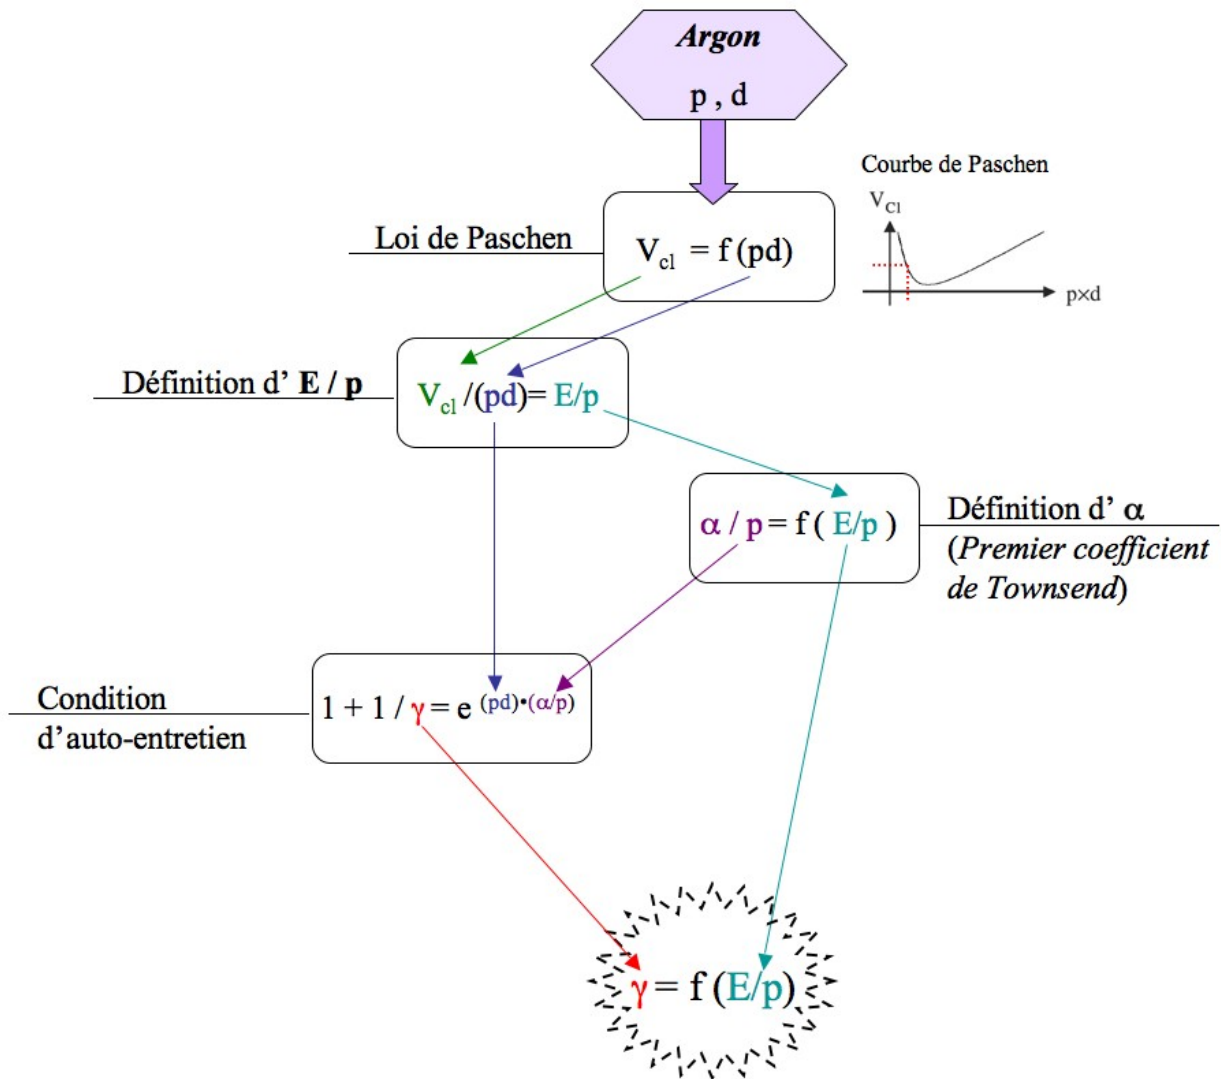 Argon
p , d
Courbe de Paschen
V_Cl
p×d
Loi de Paschen
V_cl = f (pd)
Définition d' E / p
V_cl /(pd)= E/p
α / p = f ( E/p )
Définition d' α
(Premier coefficient
de Townsend)
Condition
d'auto-entretien
1 + 1 / γ = e ^(pd)•(α/p)
γ = f (E/p)